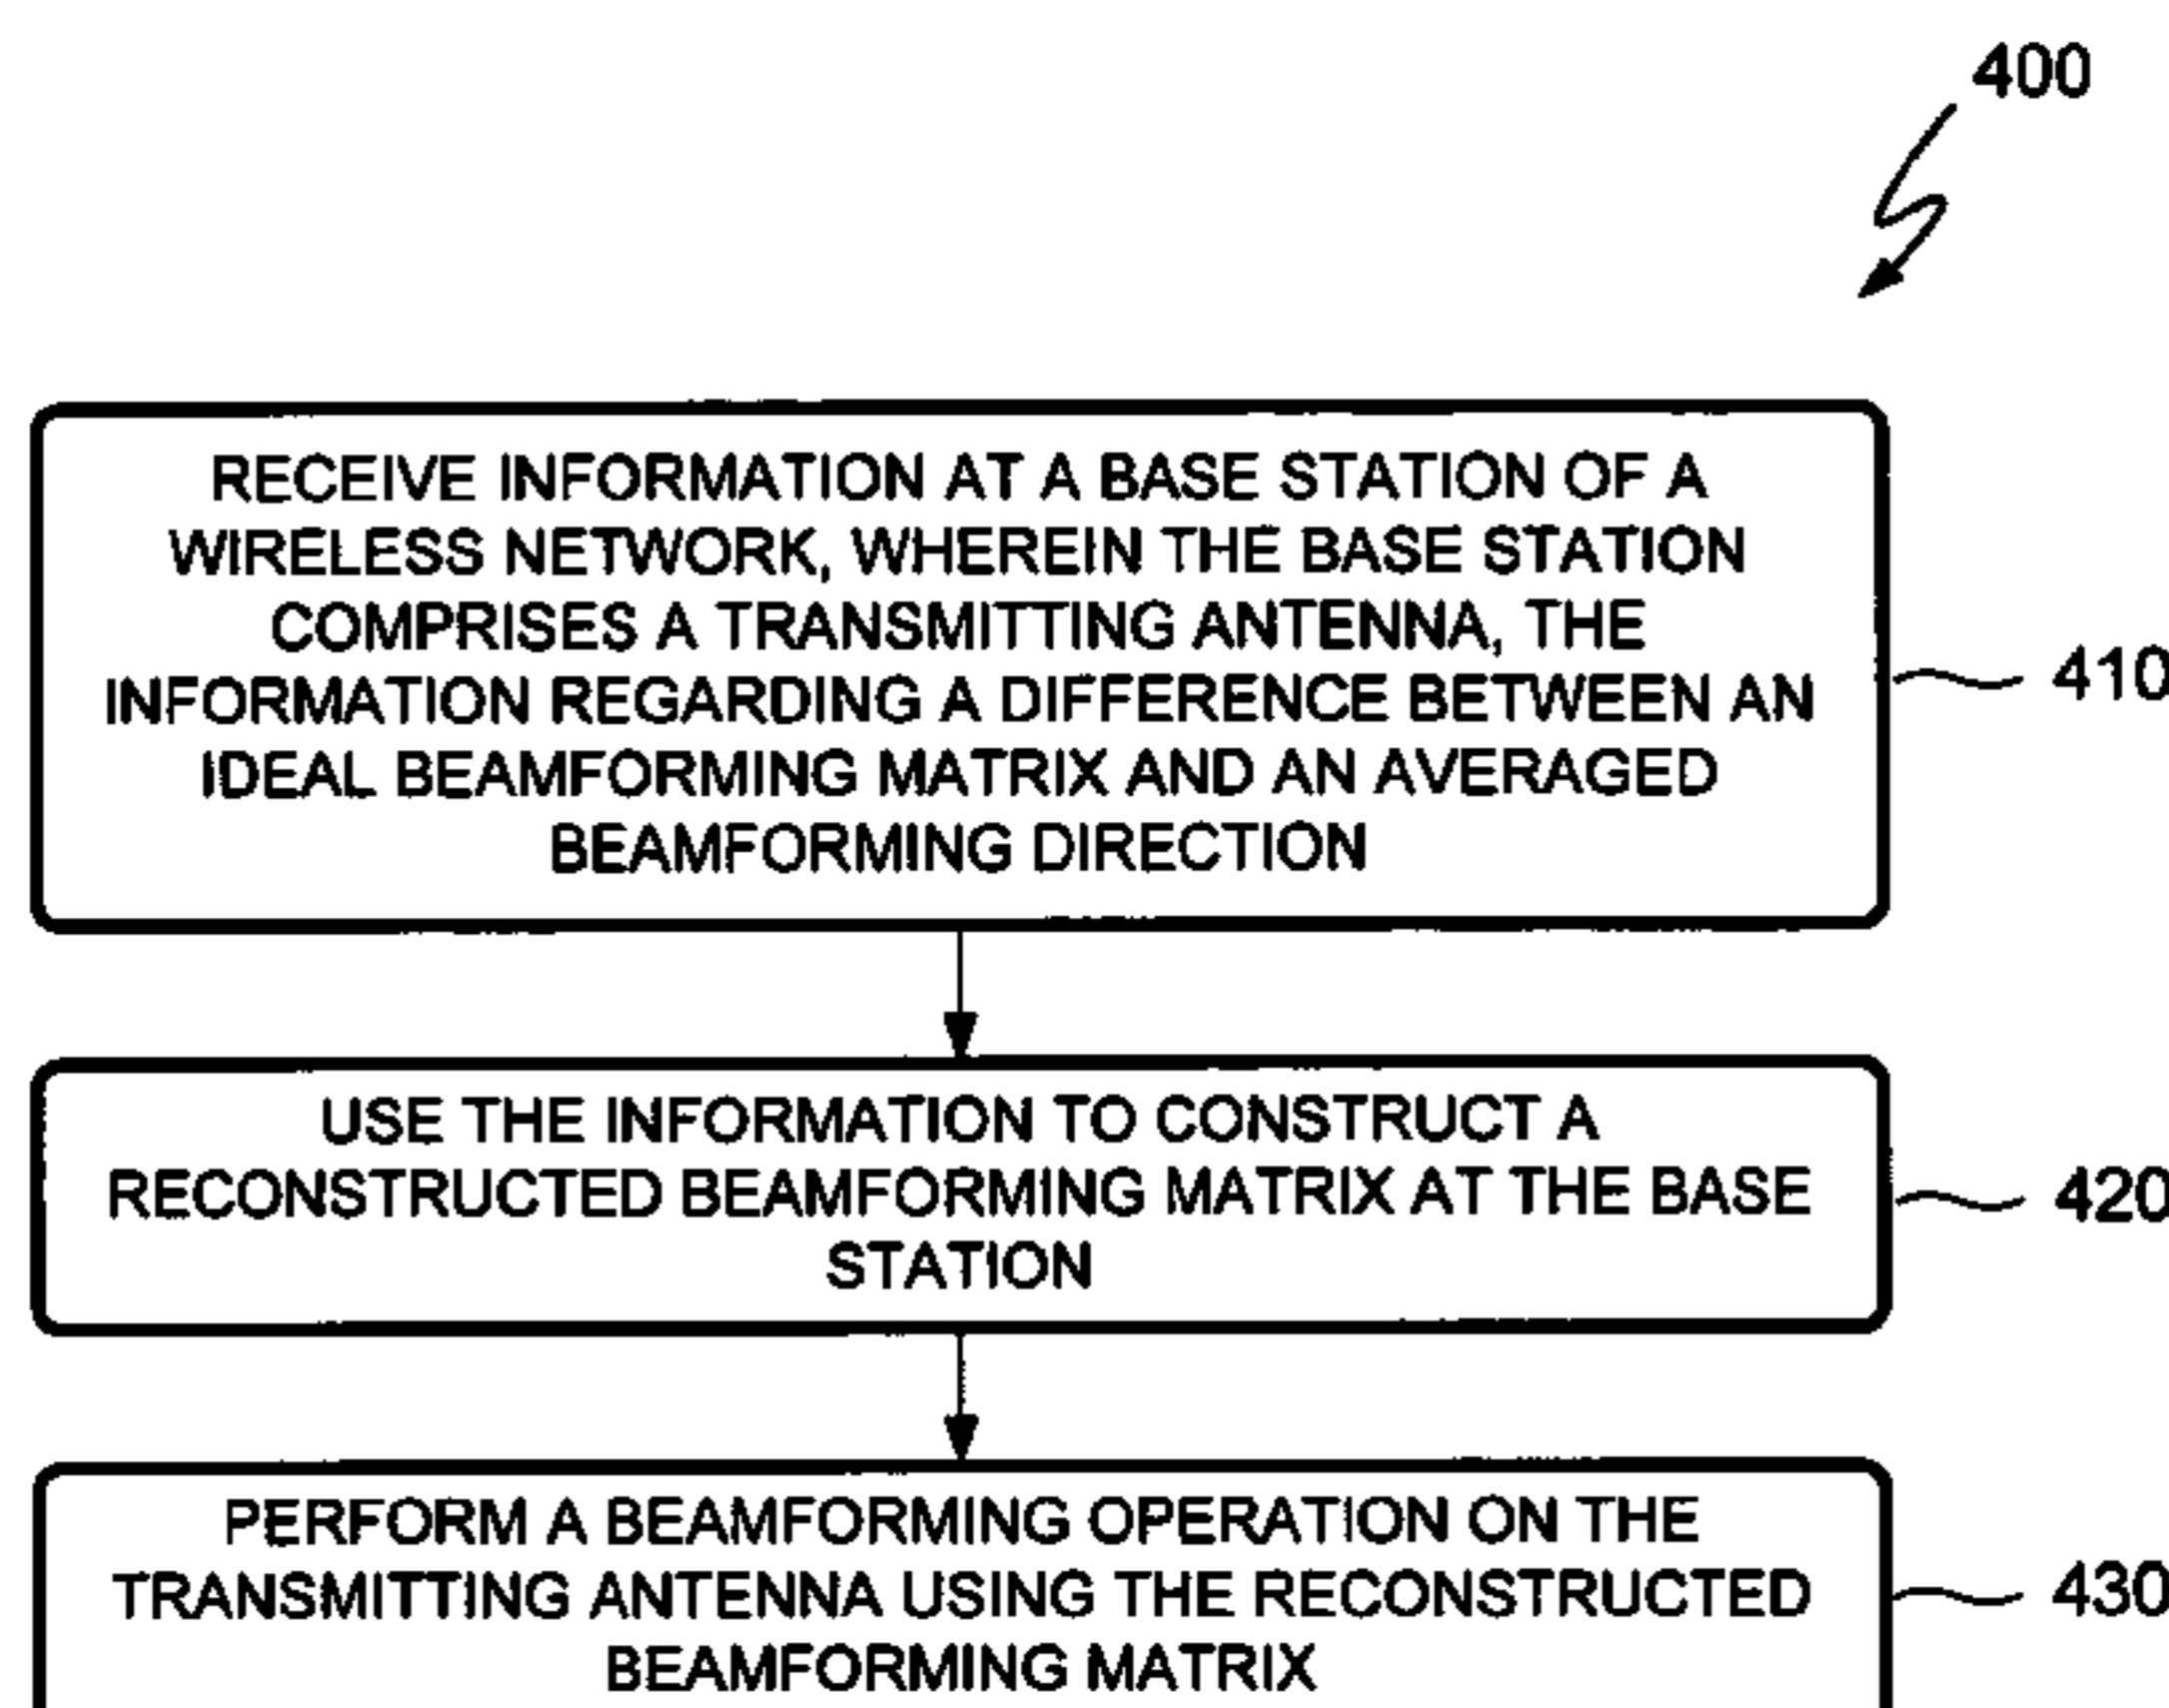 400
RECEIVE INFORMATION AT A BASE STATION OF A
WIRELESS NETWORK, WHEREIN THE BASE STATION
COMPRISES A TRANSMITTING ANTENNA, THE
INFORMATION REGARDING A DIFFERENCE BETWEEN AN
IDEAL BEAMFORMING MATRIX AND AN AVERAGED
BEAMFORMING DIRECTION
410
USE THE INFORMATION TO CONSTRUCT A
RECONSTRUCTED BEAMFORMING MATRIX AT THE BASE
STATION
420
PERFORM A BEAMFORMING OPERATION ON THE
TRANSMITTING ANTENNA USING THE RECONSTRUCTED
BEAMFORMING MATRIX
430